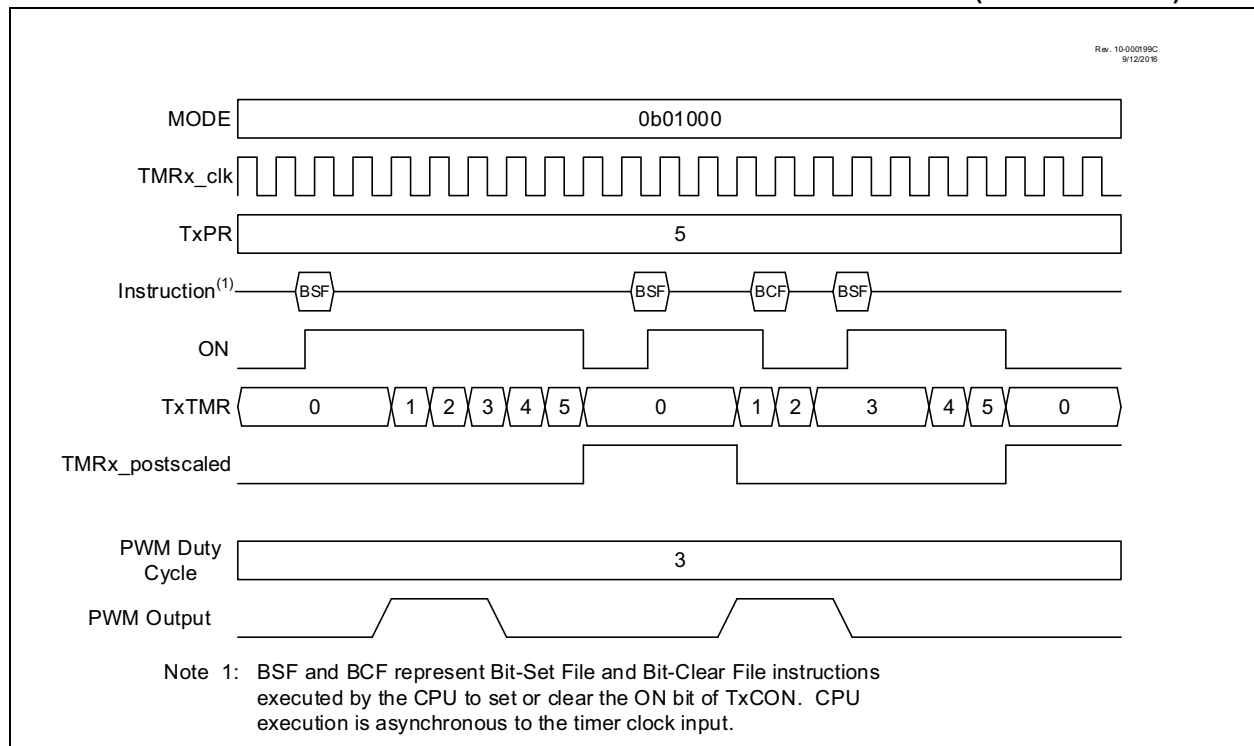 Rev. 10-000199C
9/12/2016
MODE 0b01000
TMRx_clk
TxPR 5
Instruction(1) BSF BSF BCF BSF
ON
TxTMR 0 1 2 3 4 5 0 1 2 3 4 5 0
TMRx_postscaled
PWM Duty
Cycle 3
PWM Output
Note 1: BSF and BCF represent Bit-Set File and Bit-Clear File instructions
executed by the CPU to set or clear the ON bit of TxCON. CPU
execution is asynchronous to the timer clock input.